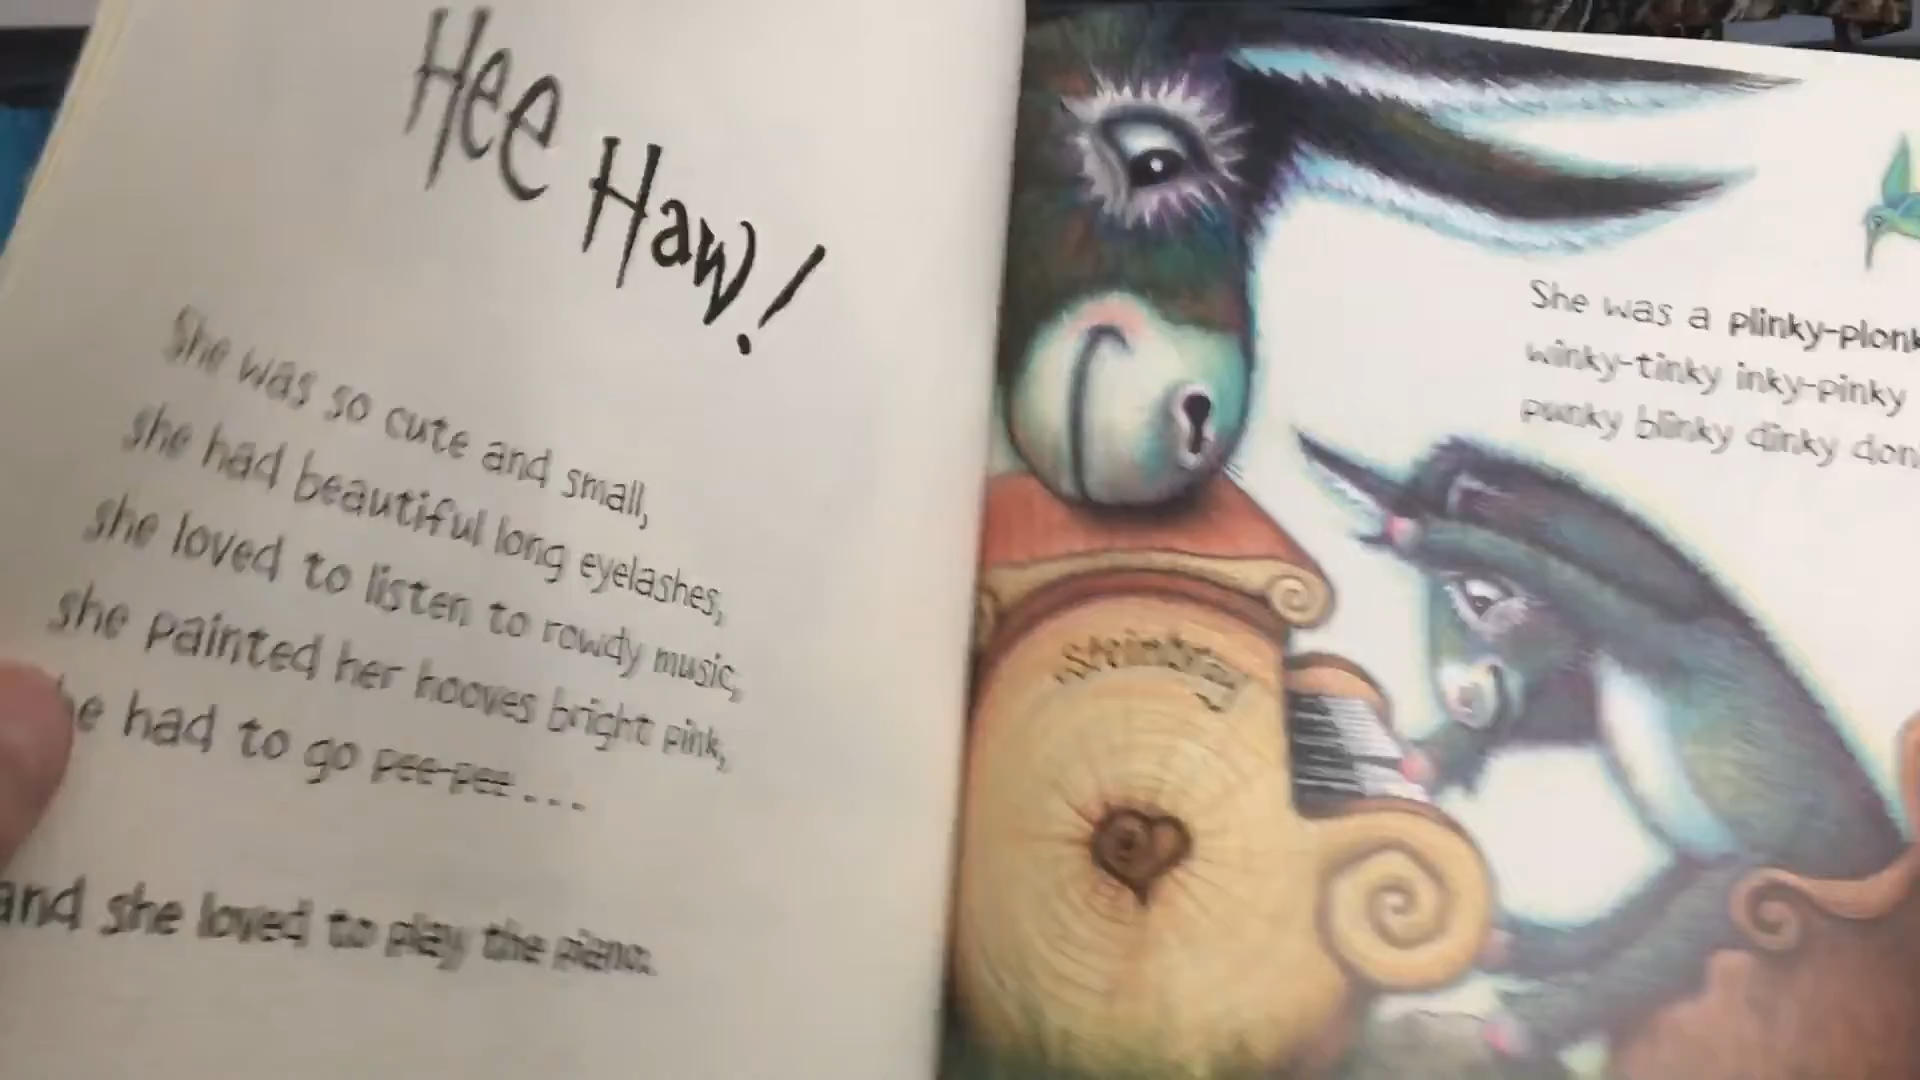 Hee Haw!
She was so cute and small,
she had beautiful long eyelashes,
she loved to listen to rowdy music,
she painted her hooves bright pink,
he had to go pee-pee...
and she loved to play the piano.
She was a plinky-plonk
winky-tinky inky-pinky
punky blinky dinky don